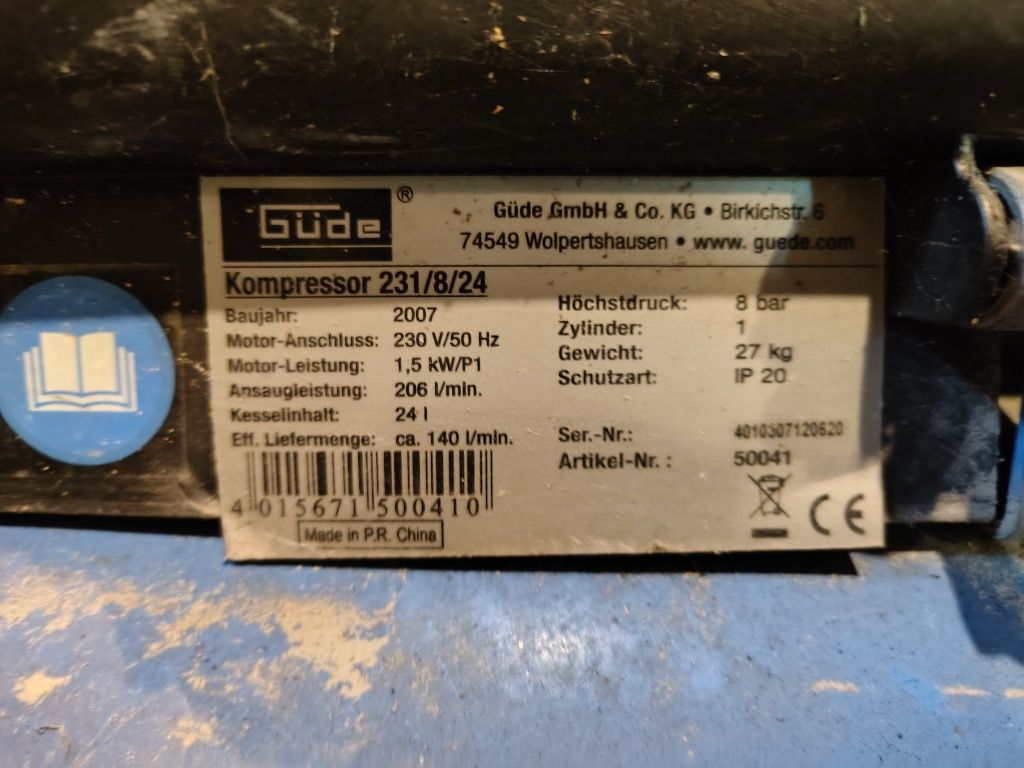 Güde ®
Güde GmbH & Co. KG • Birkichstr. 6
74549 Wolpertshausen • www. guede.com
Kompressor 231/8/24
Baujahr: 2007
Motor-Anschluss: 230 V/50 Hz
Motor-Leistung: 1,5 kW/P1
Ansaugleistung: 206 l/min.
Kesselinhalt: 24 l
Eff. Liefermenge: ca. 140 l/min.
Höchstdruck: 8 bar
Zylinder: 1
Gewicht: 27 kg
Schutzart: IP 20
Ser.-Nr.: 4010307120620
Artikel-Nr. : 50041
4 015671 500410
Made in P.R. China
CE